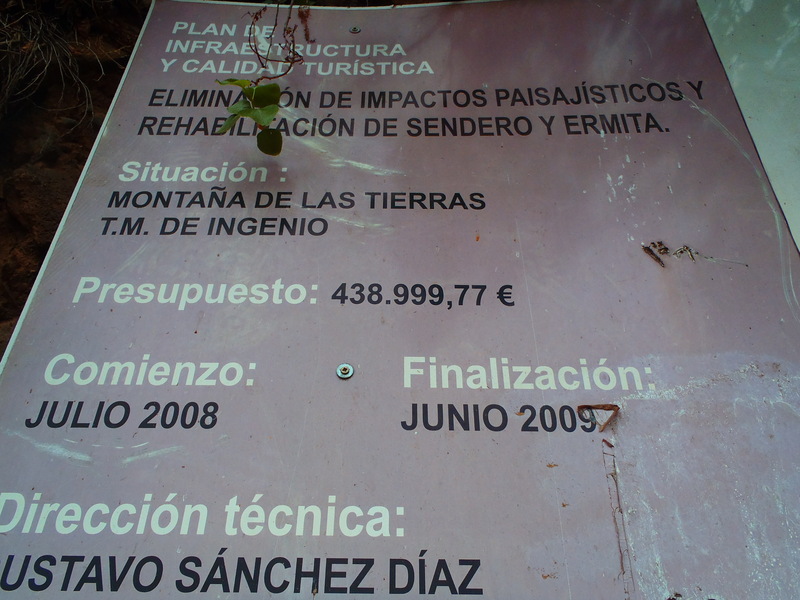 PLAN DE
INFRAESTRUCTURA
Y CALIDAD TURÍSTICA
ELIMINACIÓN DE IMPACTOS PAISAJÍSTICOS Y
REHABILITACIÓN DE SENDERO Y ERMITA.
Situación :
MONTAÑA DE LAS TIERRAS
T.M. DE INGENIO
Presupuesto: 438.999,77 €
Comienzo: Finalización:
JULIO 2008 JUNIO 2009
Dirección técnica:
USTAVO SÁNCHEZ DÍAZ